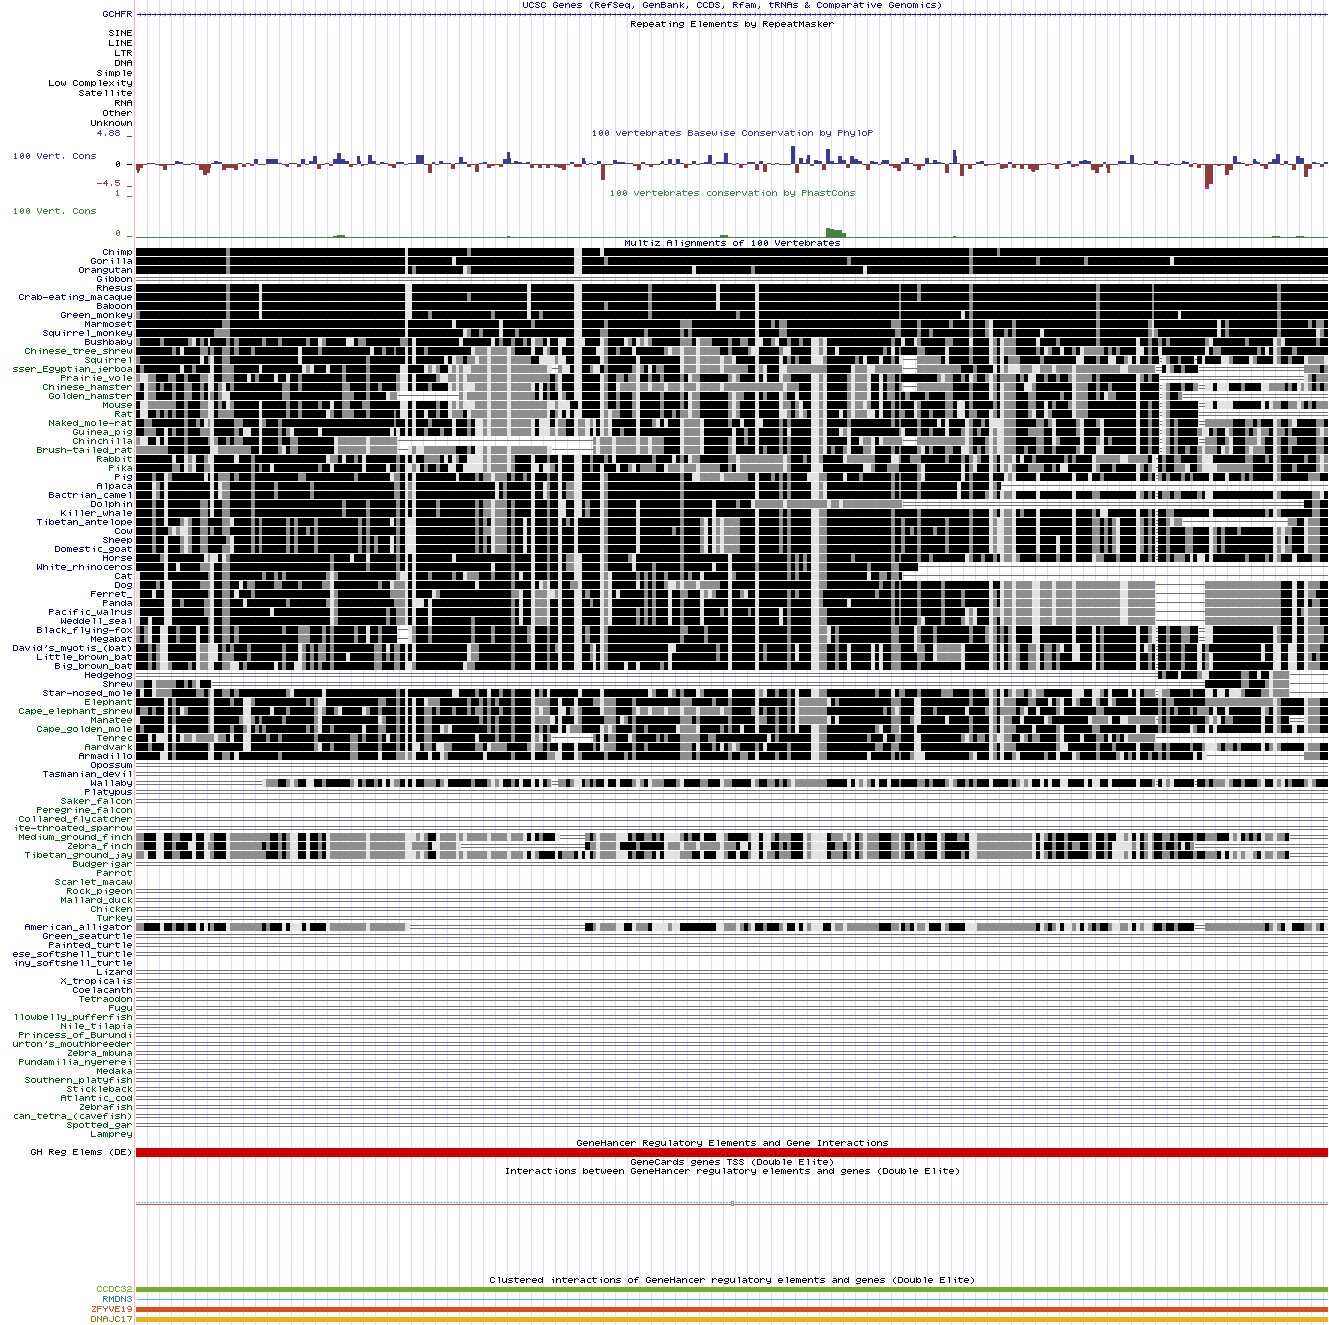 UCSC Genes (RefSeq, GenBank, CCDS, Rfam, tRNAs & Comparative Genomics)
GCHFR
Repeating Elements by RepeatMasker
SINE
LINE
LTR
DNA
Simple
Low Complexity
Satellite
RNA
Other
Unknown
4.88 _
100 vertebrates Basewise Conservation by PhyloP
100 Vert. Cons
0 -
-4.5 _
1 _
100 vertebrates conservation by PhastCons
100 Vert. Cons
0 _
Multiz Alignments of 100 Vertebrates
Chimp
Gorilla
Orangutan
Gibbon
Rhesus
Crab-eating_macaque
Baboon
Green_monkey
Marmoset
Squirrel_monkey
Bushbaby
Chinese_tree_shrew
Squirrel
sser_Egyptian_jerboa
Prairie_vole
Chinese_hamster
Golden_hamster
Mouse
Rat
Naked_mole-rat
Guinea_pig
Chinchilla
Brush-tailed_rat
Rabbit
Pika
Pig
Alpaca
Bactrian_camel
Dolphin
Killer_whale
Tibetan_antelope
Cow
Sheep
Domestic_goat
Horse
White_rhinoceros
Cat
Dog
Ferret_
Panda
Pacific_walrus
Weddell_seal
Black_flying-fox
Megabat
David's_myotis_(bat)
Little_brown_bat
Big_brown_bat
Hedgehog
Shrew
Star-nosed_mole
Elephant
Cape_elephant_shrew
Manatee
Cape_golden_mole
Tenrec
Aardvark
Armadillo
Opossum
Tasmanian_devil
Wallaby
Platypus
Saker_falcon
Peregrine_falcon
Collared_flycatcher
ite-throated_sparrow
Medium_ground_finch
Zebra_finch
Tibetan_ground_jay
Budgerigar
Parrot
Scarlet_macaw
Rock_pigeon
Mallard_duck
Chicken
Turkey
American_alligator
Green_seaturtle
Painted_turtle
ese_softshell_turtle
iny_softshell_turtle
Lizard
X_tropicalis
Coelacanth
Tetraodon
Fugu
llowbelly_pufferfish
Nile_tilapia
Princess_of_Burundi
urton's_mouthbreeder
Zebra_mbuna
Pundamilia_nyererei
Medaka
Southern_platyfish
Stickleback
Atlantic_cod
Zebrafish
can_tetra_(cavefish)
Spotted_gar
Lamprey
GeneHancer Regulatory Elements and Gene Interactions
GH Reg Elems (DE)
GeneCards genes TSS (Double Elite)
Interactions between GeneHancer regulatory elements and genes (Double Elite)
Clustered interactions of GeneHancer regulatory elements and genes (Double Elite)
CCDC32
RMDN3
ZFYVE19
DNAJC17